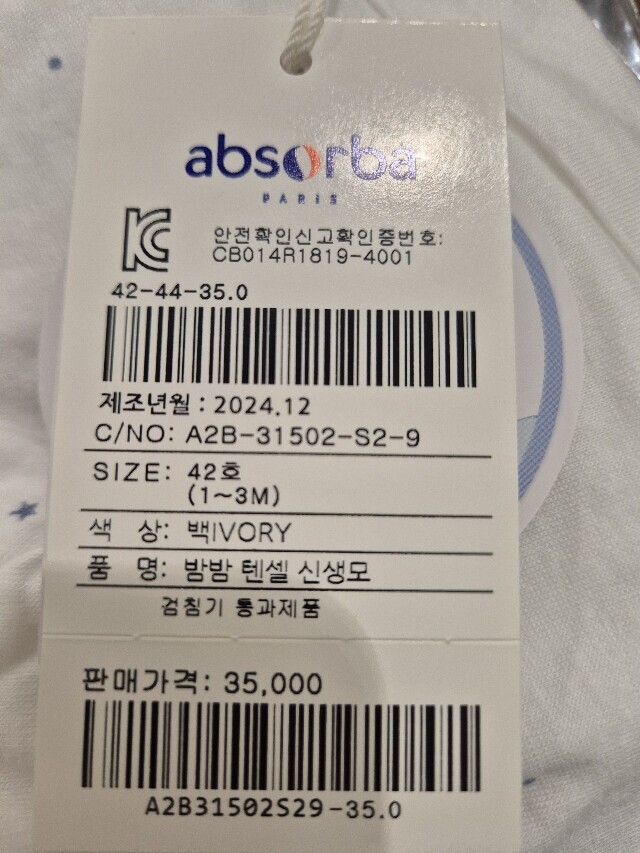 absorba
PARIS
안전확인신고확인증번호:
CB014R1819-4001
42-44-35.0
제조년월 : 2024.12
C/NO: A2B-31502-S2-9
SIZE: 42호
(1~3M)
색 상: 백IVORY
품 명: 밤밤 텐셀 신생모
검침기 통과제품
판매가격: 35,000
A2B31502S29-35.0